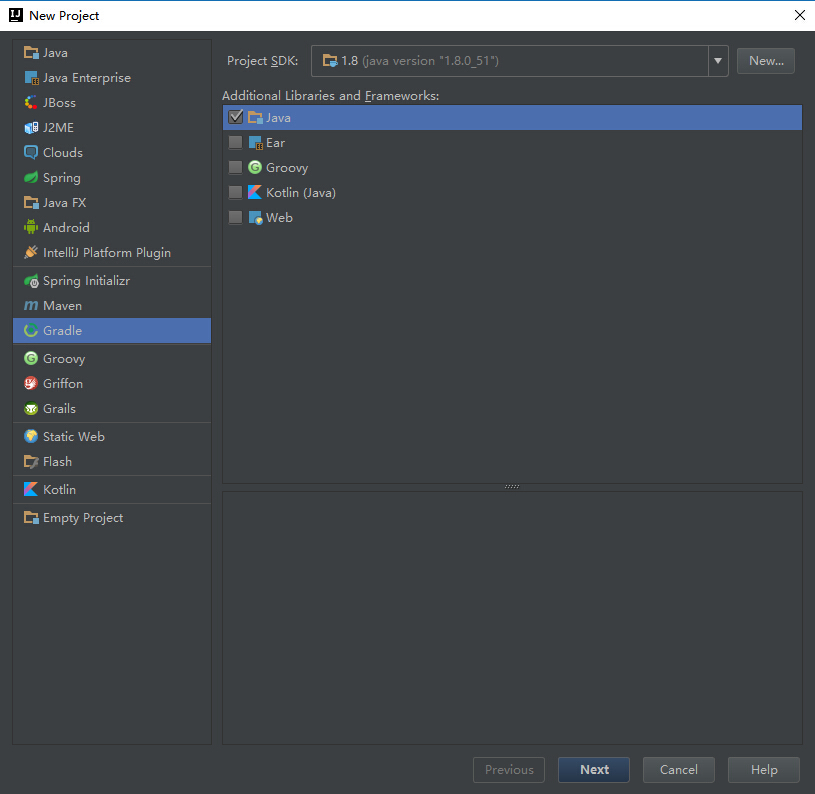 New Project
Java
Java Enterprise
JBoss
J2ME
Clouds
Spring
Java FX
Android
IntelliJ Platform Plugin
Spring Initializr
Maven
Gradle
Groovy
Griffon
Grails
Static Web
Flash
Kotlin
Empty Project
Project SDK: 1.8 (java version "1.8.0_51") New...
Additional Libraries and Frameworks:
Java
Ear
Groovy
Kotlin (Java)
Web
Previous Next Cancel Help